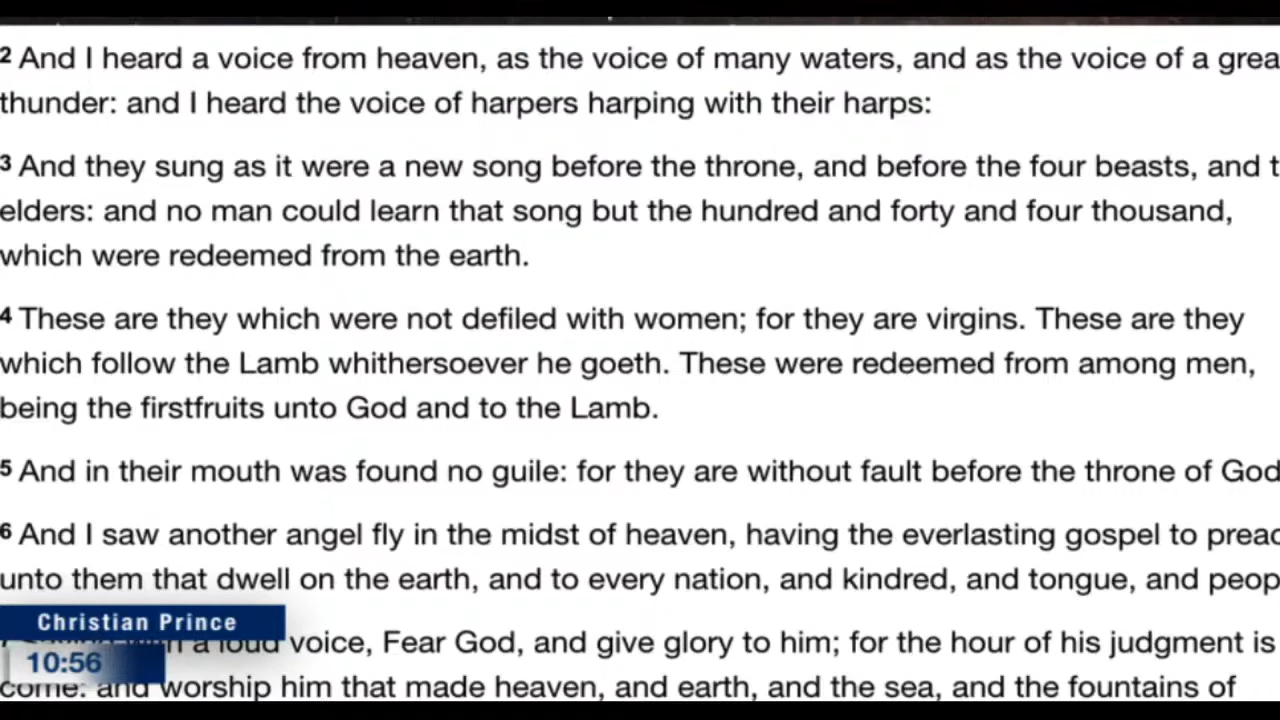 2 And I heard a voice from heaven, as the voice of many waters, and as the voice of a grea
thunder: and I heard the voice of harpers harping with their harps:
3 And they sung as it were a new song before the throne, and before the four beasts, and t
elders: and no man could learn that song but the hundred and forty and four thousand,
which were redeemed from the earth.
4 These are they which were not defiled with women; for they are virgins. These are they
which follow the Lamb whithersoever he goeth. These were redeemed from among men,
being the firstfruits unto God and to the Lamb.
5 And in their mouth was found no guile: for they are without fault before the throne of God
6 And I saw another angel fly in the midst of heaven, having the everlasting gospel to preac
unto them that dwell on the earth, and to every nation, and kindred, and tongue, and peop
Christian Prince
a loud voice, Fear God, and give glory to him; for the hour of his judgment is
10:56
come: and worship him that made heaven, and earth, and the sea, and the fountains of